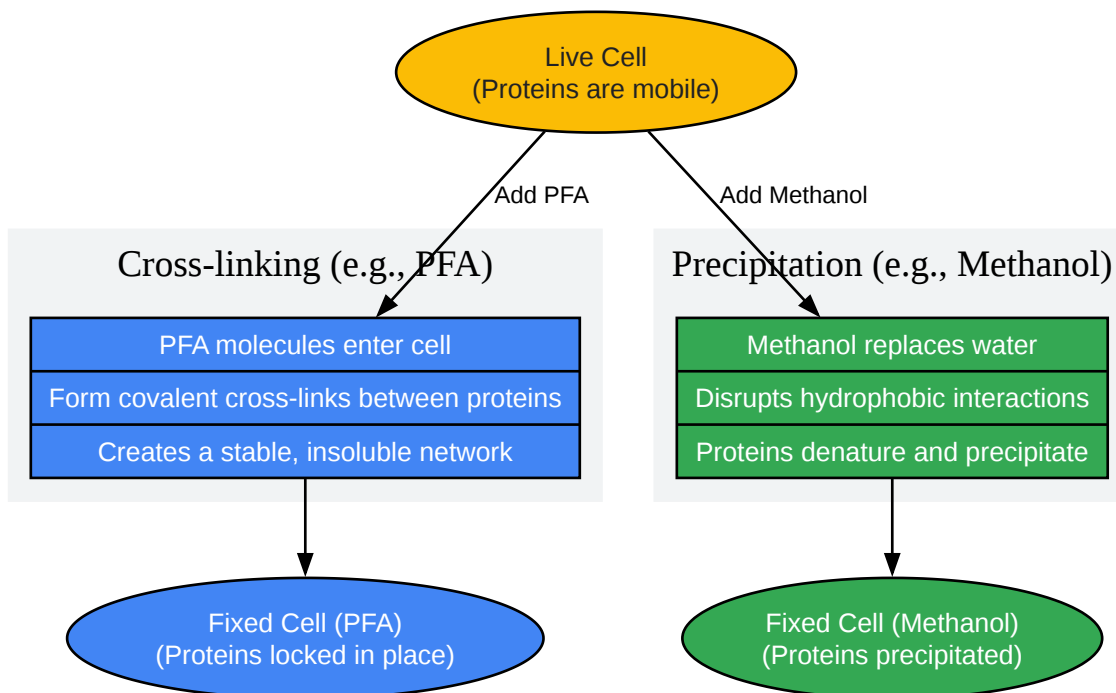 Live Cell
(Proteins are mobile)
Add PFA
Add Methanol
Cross-linking (e.g., PFA)
PFA molecules enter cell
Form covalent cross-links between proteins
Creates a stable, insoluble network
Precipitation (e.g., Methanol)
Methanol replaces water
Disrupts hydrophobic interactions
Proteins denature and precipitate
Fixed Cell (PFA)
(Proteins locked in place)
Fixed Cell (Methanol)
(Proteins precipitated)